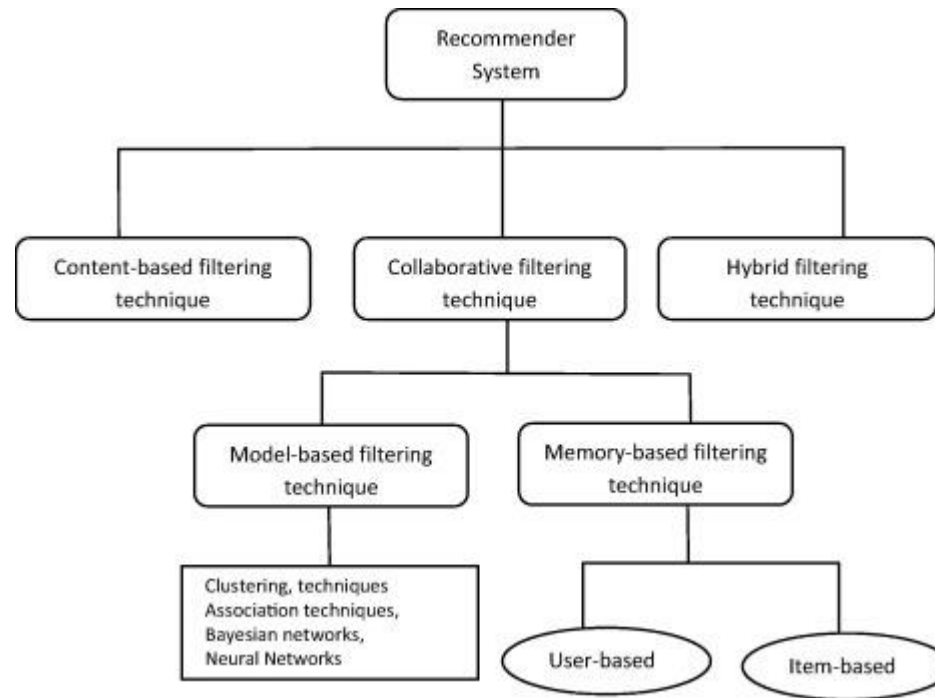 Recommender
System
Content-based filtering
technique
Collaborative filtering
technique
Hybrid filtering
technique
Model-based filtering
technique
Memory-based filtering
technique
Clustering, techniques
Association techniques,
Bayesian networks,
Neural Networks
User-based
Item-based